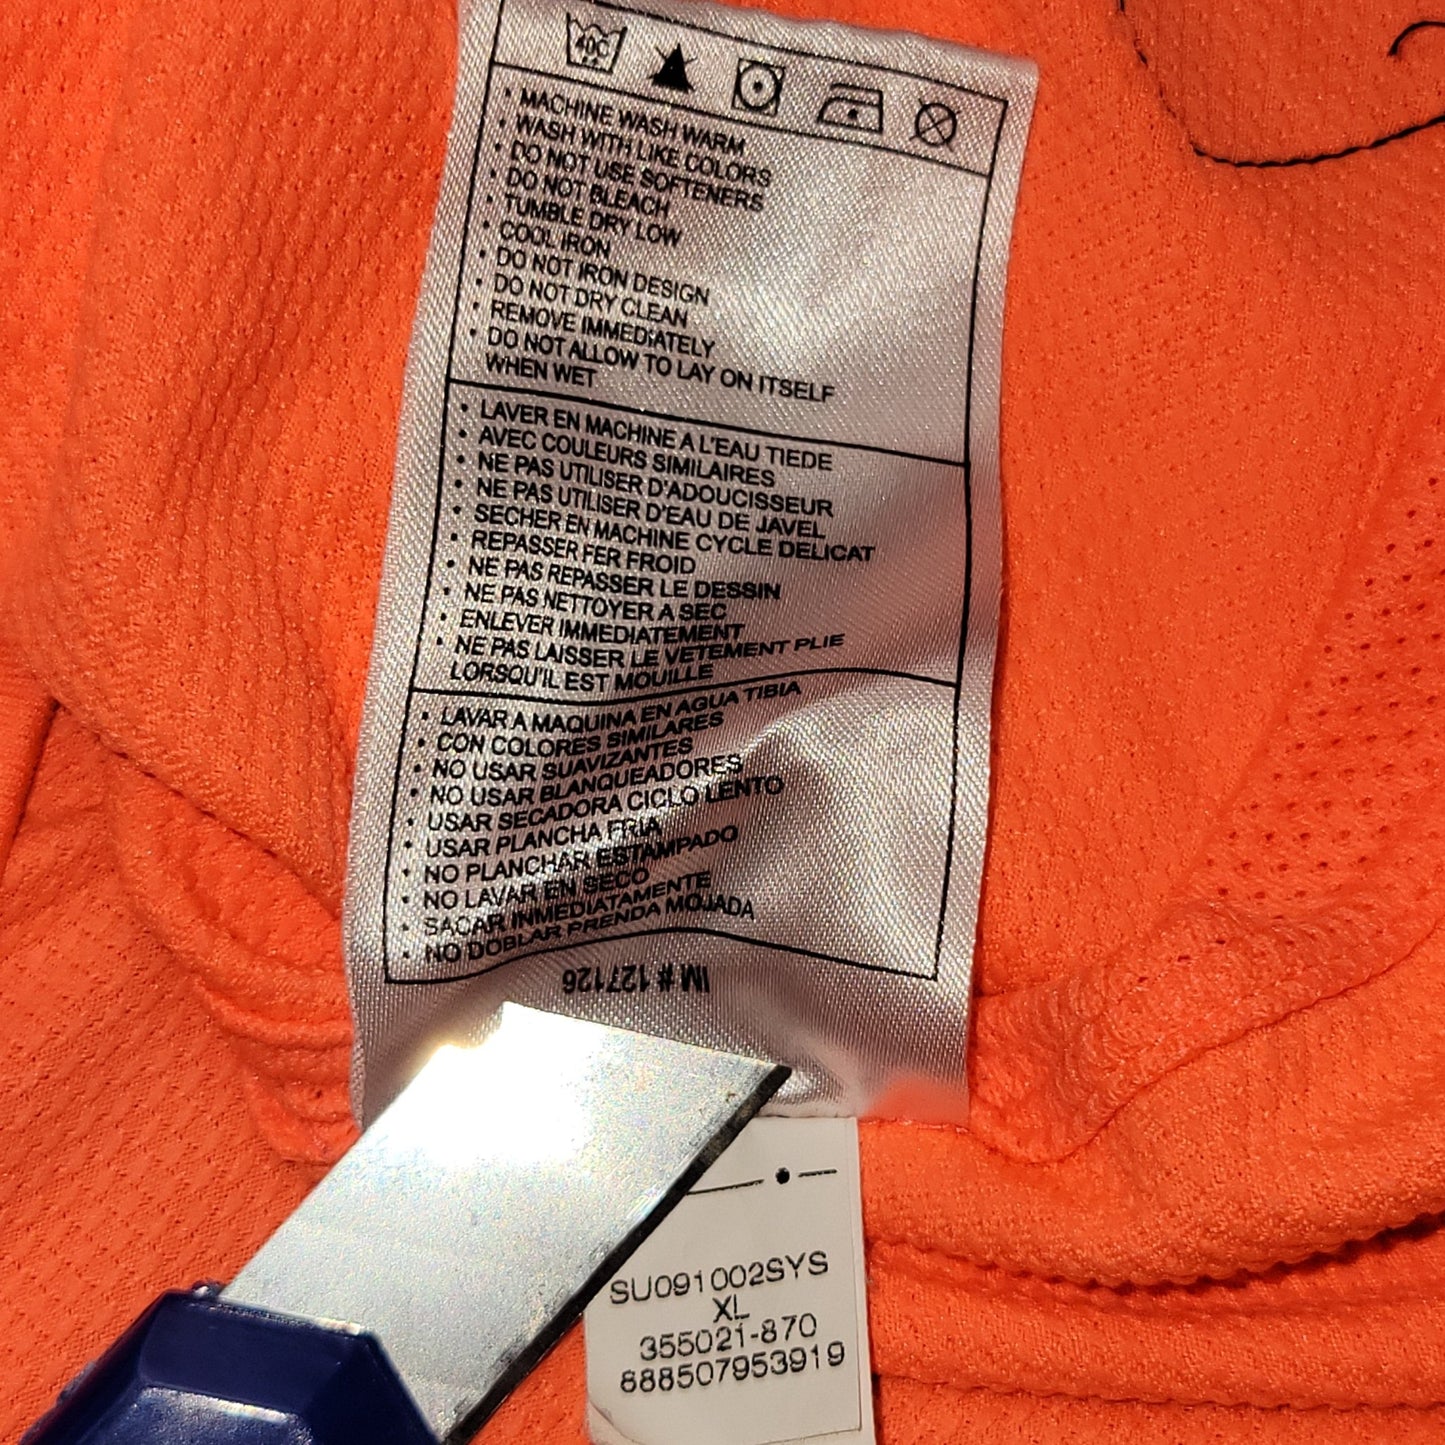 40C
• MACHINE WASH WARM
• WASH WITH LIKE COLORS
• DO NOT USE SOFTENERS
• DO NOT BLEACH
• TUMBLE DRY LOW
• COOL IRON
• DO NOT IRON DESIGN
• DO NOT DRY CLEAN
• REMOVE IMMEDIATELY
• DO NOT ALLOW TO LAY ON ITSELF
WHEN WET
• LAVER EN MACHINE A L'EAU TIEDE
• AVEC COULEURS SIMILAIRES
• NE PAS UTILISER D'ADOUCISSEUR
• NE PAS UTILISER D'EAU DE JAVEL
• SECHER EN MACHINE CYCLE DELICAT
• REPASSER FER FROID
• NE PAS REPASSER LE DESSIN
• NE PAS NETTOYER A SEC
• ENLEVER IMMEDIATEMENT
• NE PAS LAISSER LE VETEMENT PLIE
LORSQU'IL EST MOUILLE
• LAVAR A MAQUINA EN AGUA TIBIA
• CON COLORES SIMILARES
• NO USAR SUAVIZANTES
• NO USAR BLANQUEADORES
• USAR SECADORA CICLO LENTO
• USAR PLANCHA FRIA
• NO PLANCHAR ESTAMPADO
• NO LAVAR EN SECO
• SACAR INMEDIATAMENTE
• NO DOBLAR PRENDA MOJADA
IM # 127126
SU091002SYS
XL
355021-870
888507953919